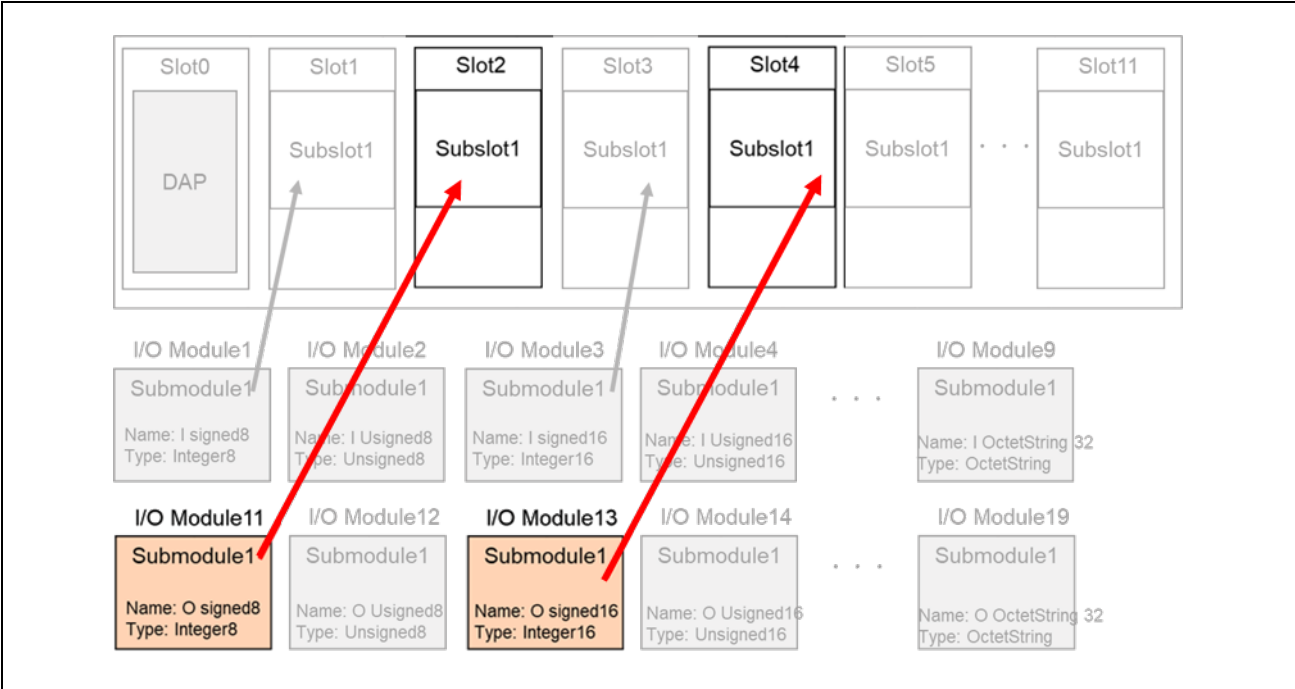 Slot0 Slot1 Slot2 Slot3 Slot4 Slot5 Slot11
DAP Subslot1 Subslot1 Subslot1 Subslot1 Subslot1 . . . Subslot1
I/O Module1 I/O Module2 I/O Module3 I/O Module4 I/O Module9
Submodule1 Submodule1 Submodule1 Submodule1 . . . Submodule1
Name: I signed8 Name: I Usigned8 Name: I signed16 Name: I Usigned16 Name: I OctetString 32
Type: Integer8 Type: Unsigned8 Type: Integer16 Type: Unsigned16 Type: OctetString
I/O Module11 I/O Module12 I/O Module13 I/O Module14 I/O Module19
Submodule1 Submodule1 Submodule1 Submodule1 . . . Submodule1
Name: O signed8 Name: O Usigned8 Name: O signed16 Name: O Usigned16 Name: O OctetString 32
Type: Integer8 Type: Unsigned8 Type: Integer16 Type: Unsigned16 Type: OctetString